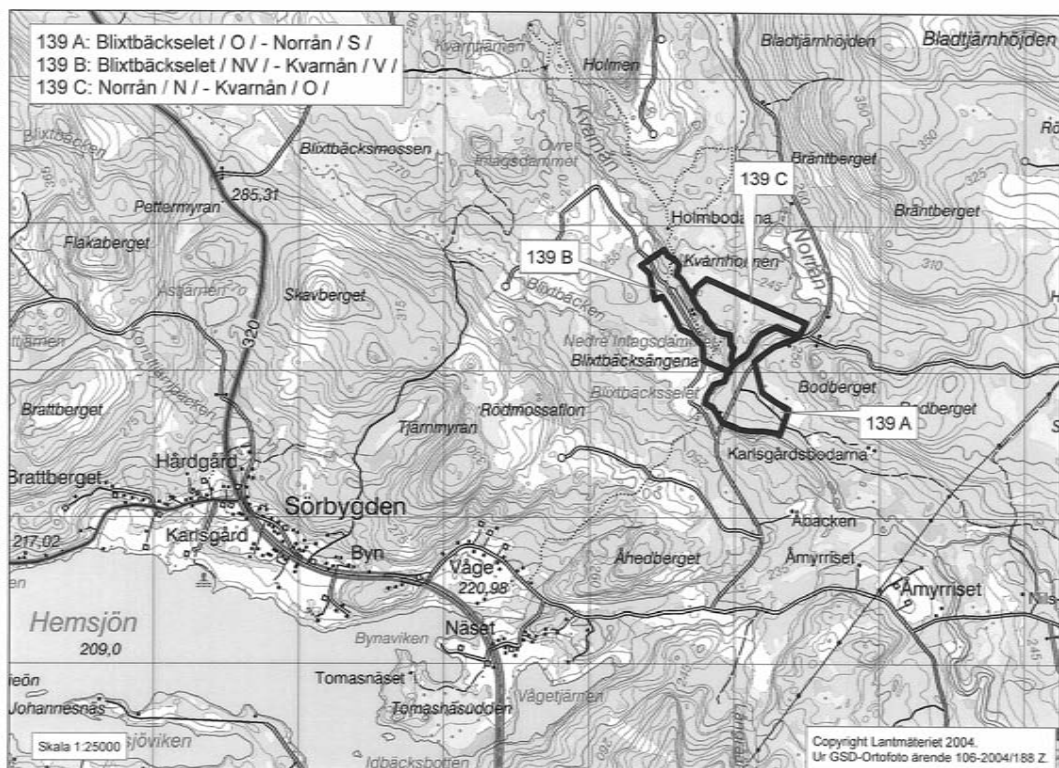 139 A: Blixtbäckselet / O / - Norrån / S /
139 B: Blixtbäckselet / NV / - Kvarnån / V /
139 C: Norrån / N / - Kvarnån / O /
Kvarntjärnen
Holmen
Bladtjärnhöjden
Bladtjärnhöjden
Blixtbäcken
Blixtbäcksmossen
Kvarnån
Övre
Intagsdammet
Bräntberget
285,31
139 C
Pettermyran
Holmbodarna
Bräntberget
Norrån
Flakaberget
139 B
Kvarnholmen
Skavberget
Blixtbäcken
320
Nedre Intagsdammet
Blixtbäcksängena
Blixtbäcksselet
Bodberget
Brattberget
Rödmossaflon
139 A
Tjärnmyran
Karlsgårdsbodarna
Hårdgård
Brattberget
Sörbygden
Karlsgård
Åbäcken
217,02
Byn
Åhedberget
Åmyrriset
Våge
220,98
Åmyrriset
Hemsjön
209,0
Näset
Bynaviken
Tomasnäset
Vågetjärnen
Johannesnäs
Tomasnäsudden
Skala 1:25000
Idbäcksbotten
Copyright Lantmäteriet 2004.
Ur GSD-Ortofoto ärende 106-2004/188 Z.